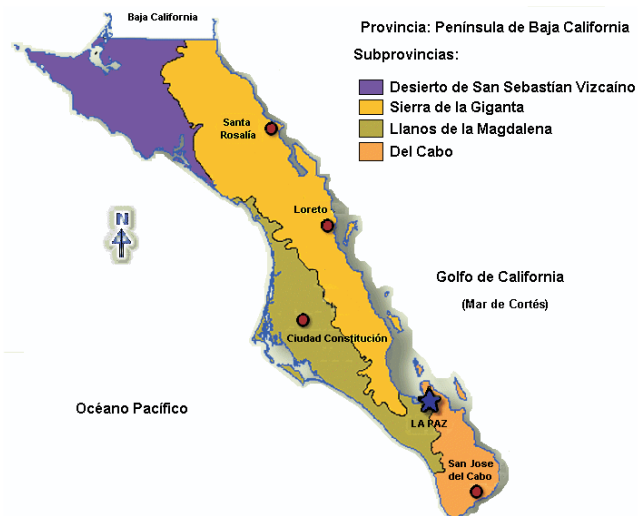 Baja California
Provincia: Península de Baja California
Subprovincias:
Desierto de San Sebastían Vizcaíno
Sierra de la Giganta
Llanos de la Magdalena
Del Cabo
Santa
Rosalía
Loreto
N
Golfo de California
(Mar de Cortés)
Ciudad Constitución
Océano Pacífico
LA PAZ
San Jose
del Cabo